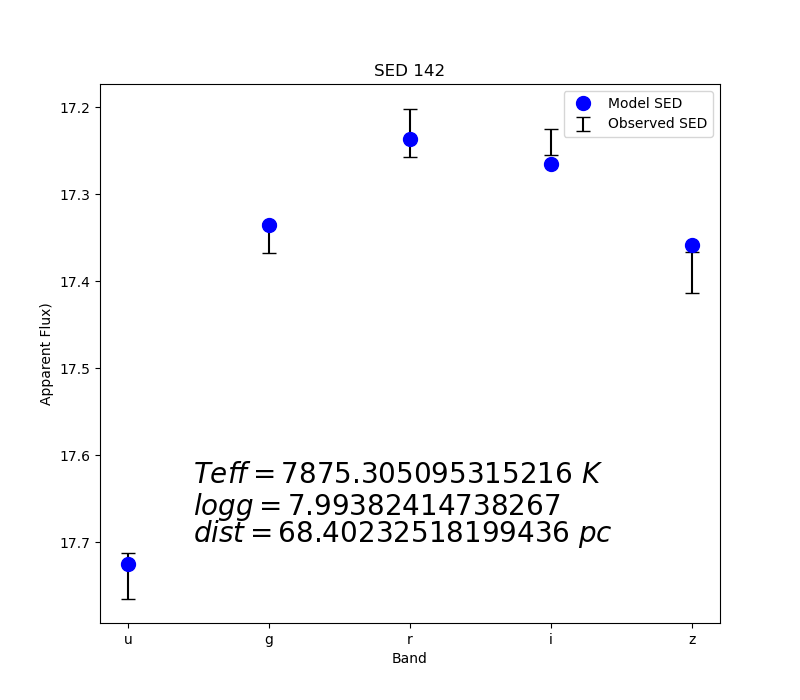 SED 142
Model SED
Observed SED
17.2
17.3
17.4
17.5
17.6
17.7
Apparent Flux)
Teff = 7875.305095315216 K
logg = 7.99382414738267
dist = 68.40232518199436 pc
u g r i z
Band